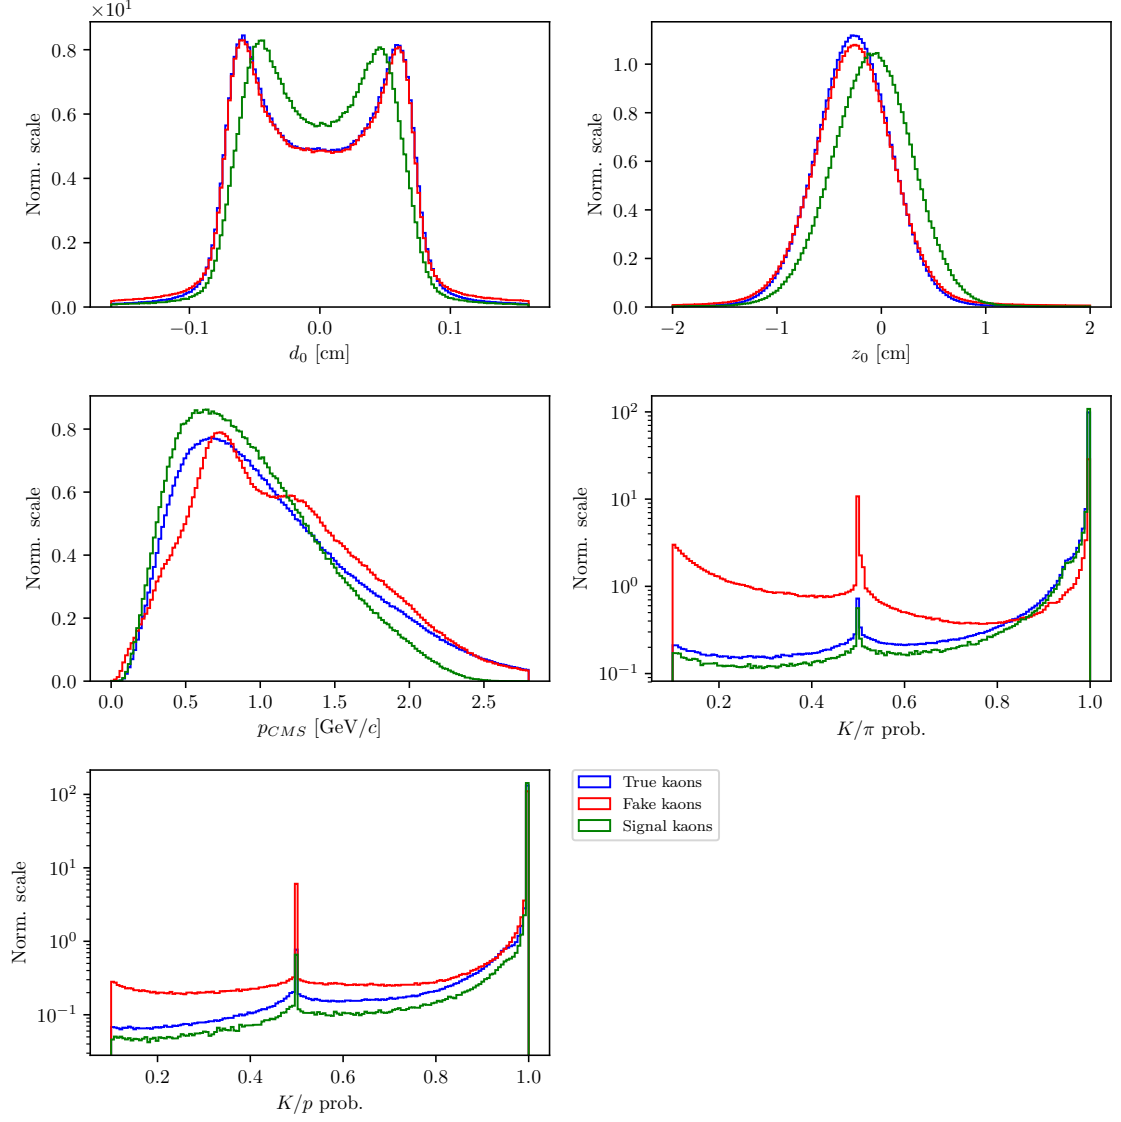 ×10¹
Norm. scale
0.8
0.6
0.4
0.2
0.0
−0.1 0.0 0.1
d₀ [cm]
Norm. scale
1.0
0.8
0.6
0.4
0.2
0.0
−2 −1 0 1 2
z₀ [cm]
Norm. scale
0.8
0.6
0.4
0.2
0.0
0.0 0.5 1.0 1.5 2.0 2.5
p_{CMS} [GeV/c]
Norm. scale
10²
10¹
10⁰
10⁻¹
0.2 0.4 0.6 0.8 1.0
K/π prob.
Norm. scale
10²
10¹
10⁰
10⁻¹
0.2 0.4 0.6 0.8 1.0
K/p prob.
True kaons
Fake kaons
Signal kaons